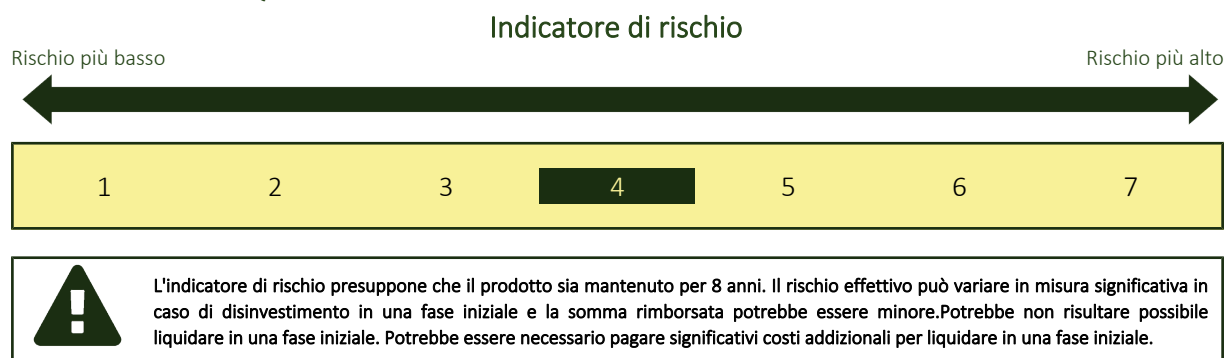 Indicatore di rischio
Rischio più basso
Rischio più alto
1 2 3 4 5 6 7
L'indicatore di rischio presuppone che il prodotto sia mantenuto per 8 anni. Il rischio effettivo può variare in misura significativa in
caso di disinvestimento in una fase iniziale e la somma rimborsata potrebbe essere minore.Potrebbe non risultare possibile
liquidare in una fase iniziale. Potrebbe essere necessario pagare significativi costi addizionali per liquidare in una fase iniziale.